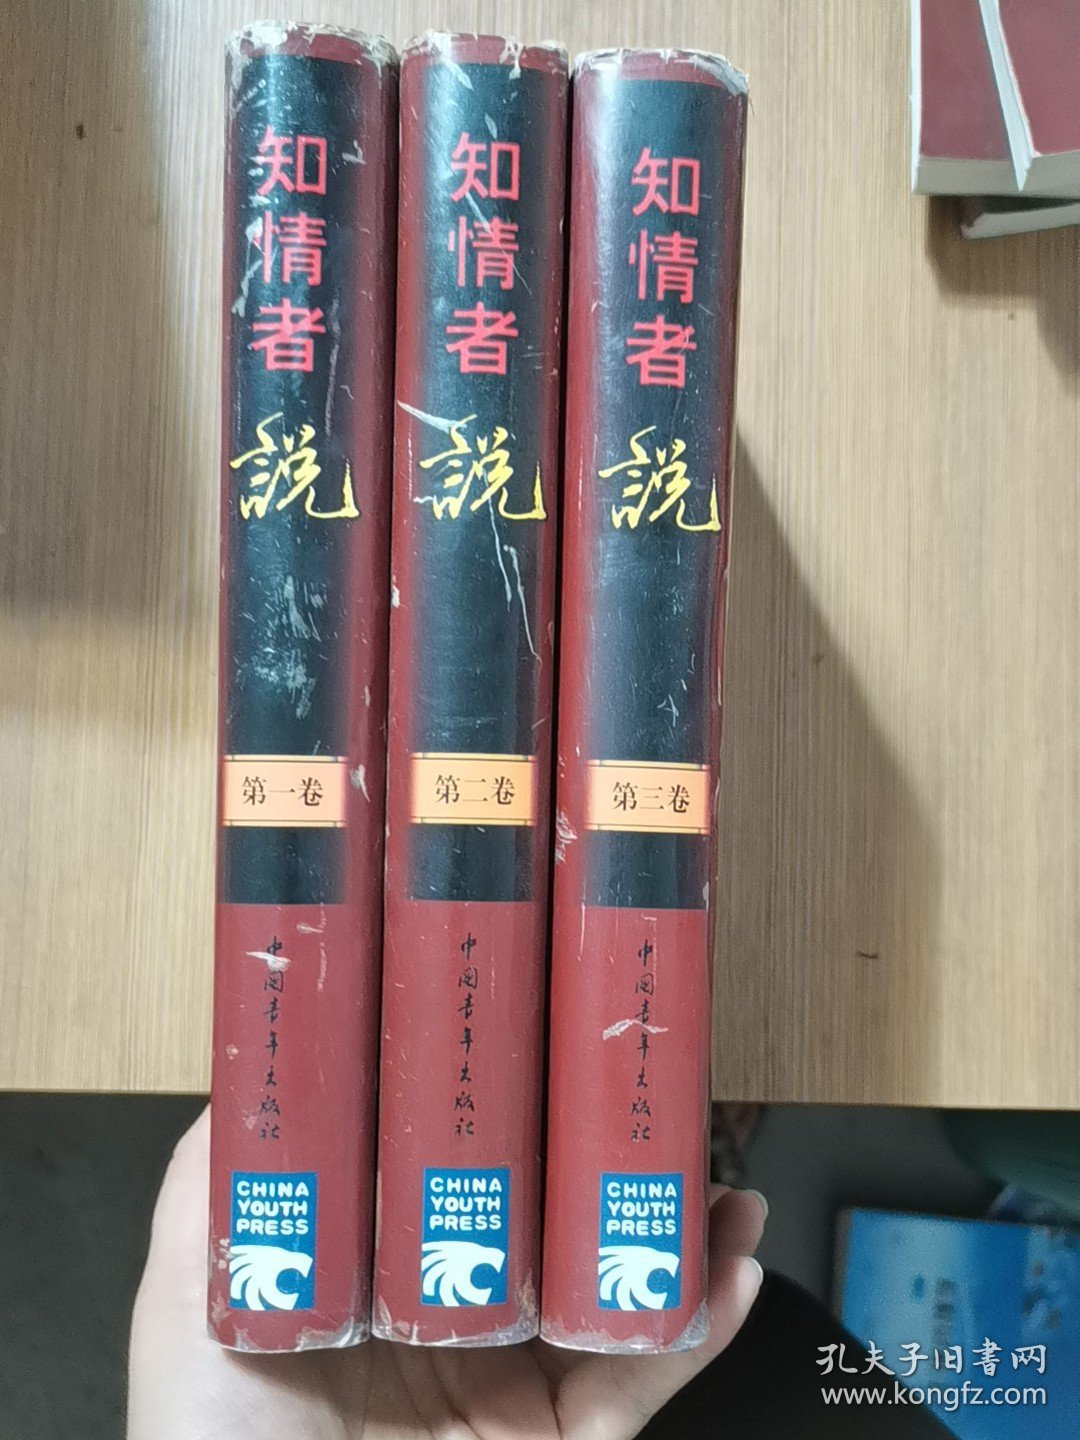 知情者
說
第一卷
中国青年出版社
CHINA
YOUTH
PRESS
知情者
說
第二卷
中国青年出版社
CHINA
YOUTH
PRESS
知情者
說
第三卷
中国青年出版社
CHINA
YOUTH
PRESS
孔夫子旧書网
www.kongfz.com